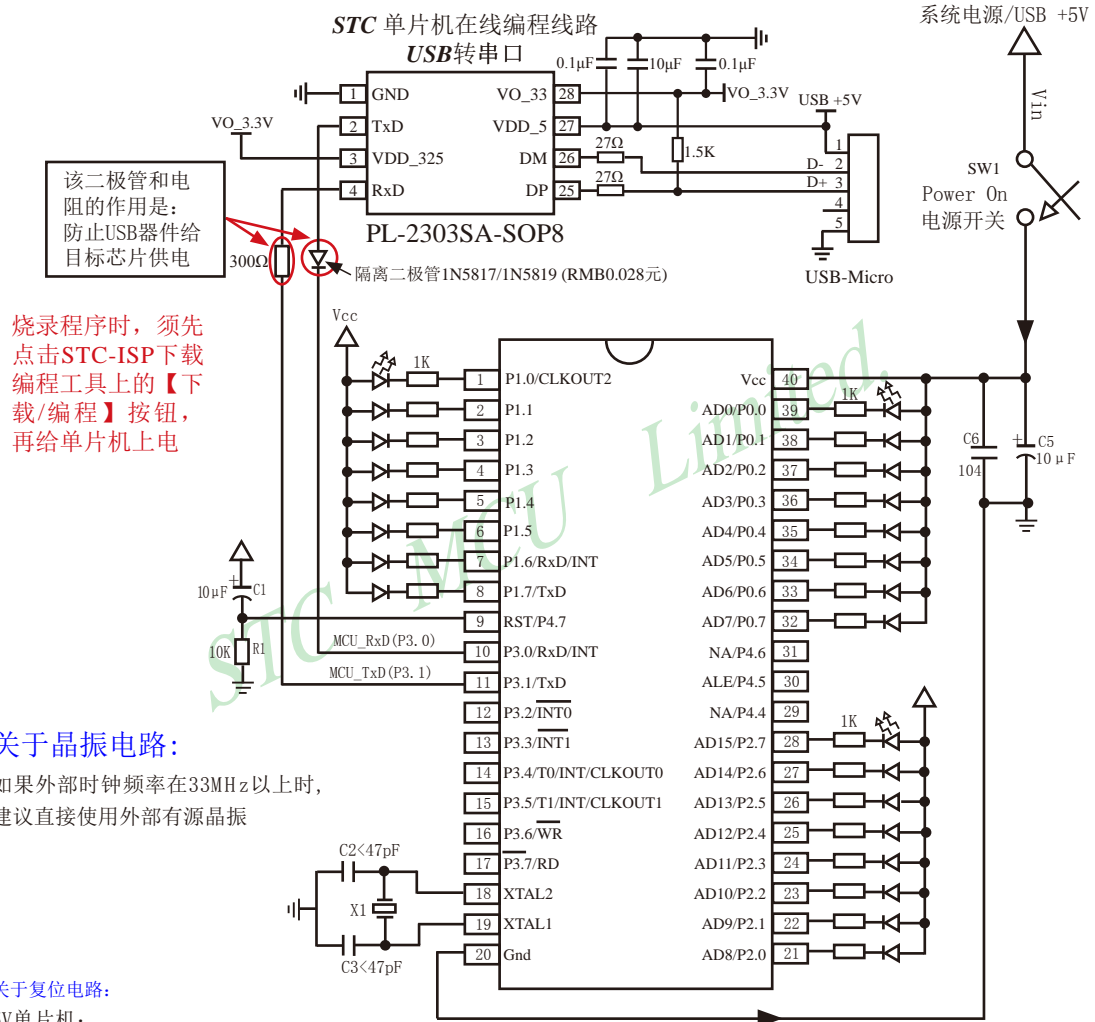 STC 单片机在线编程线路
USB转串口
系统电源/USB +5V
Vin
SW1
Power On
电源开关
0.1μF
10μF
0.1μF
VO_3.3V
USB +5V
1 GND
2 TxD
3 VDD_325
4 RxD
VO_33 28
VDD_5 27
DM 26
DP 25
VO_3.3V
27Ω
27Ω
1.5K
D-
D+
1
2
3
4
5
USB-Micro
PL-2303SA-SOP8
该二极管和电
阻的作用是:
防止USB器件给
目标芯片供电
300Ω
隔离二极管1N5817/1N5819 (RMB0.028元)
烧录程序时，须先
点击STC-ISP下载
编程工具上的【下
载/编程】按钮，
再给单片机上电
Vcc
1K
1 P1.0/CLKOUT2
2 P1.1
3 P1.2
4 P1.3
5 P1.4
6 P1.5
7 P1.6/RxD/INT
8 P1.7/TxD
9 RST/P4.7
10 P3.0/RxD/INT
11 P3.1/TxD
12 P3.2/INT0
13 P3.3/INT1
14 P3.4/T0/INT/CLKOUT0
15 P3.5/T1/INT/CLKOUT1
16 P3.6/WR
17 P3.7/RD
18 XTAL2
19 XTAL1
20 Gnd
Vcc 40
AD0/P0.0 39
AD1/P0.1 38
AD2/P0.2 37
AD3/P0.3 36
AD4/P0.4 35
AD5/P0.5 34
AD6/P0.6 33
AD7/P0.7 32
NA/P4.6 31
ALE/P4.5 30
NA/P4.4 29
AD15/P2.7 28
AD14/P2.6 27
AD13/P2.5 26
AD12/P2.4 25
AD11/P2.3 24
AD10/P2.2 23
AD9/P2.1 22
AD8/P2.0 21
1K
1K
C6
104
C5
10μF
10μF
C1
10K
R1
MCU_RxD(P3.0)
MCU_TxD(P3.1)
关于晶振电路:
如果外部时钟频率在33MHz以上时,
建议直接使用外部有源晶振
C2<47pF
X1
C3<47pF
关于复位电路:
V单片机:
STC MCU Limited.